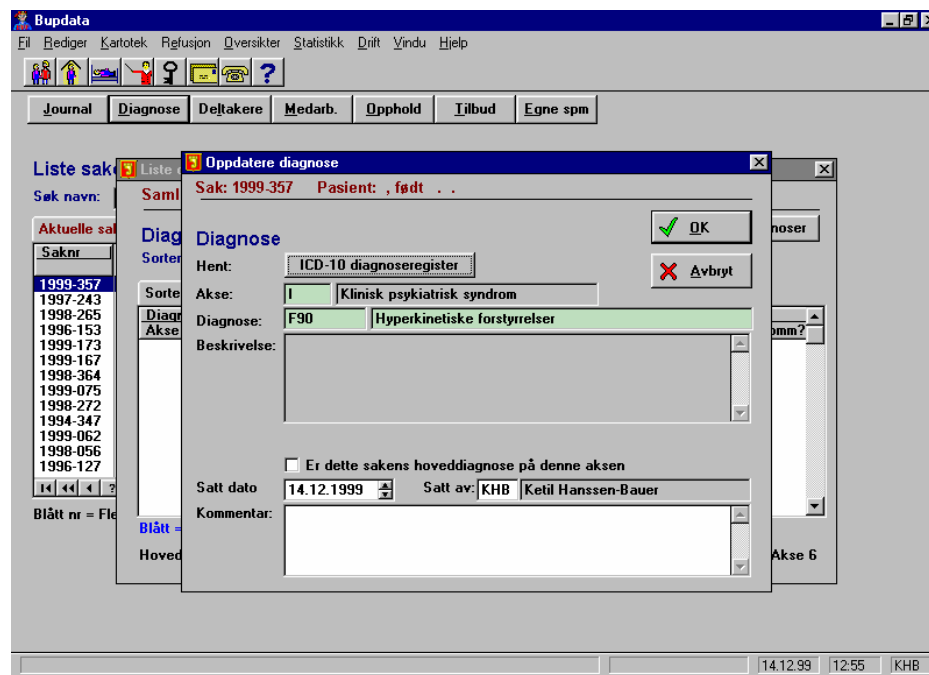 Bupdata
Fil Rediger Kartotek Refusjon Oversikter Statistikk Drift Vindu Hjelp
?
Journal Diagnose Deltakere Medarb. Opphold Tilbud Egne spm
Liste sak
Liste
Oppdatere diagnose
Søk navn:
Saml
Sak: 1999-357 Pasient: , født . .
Aktuelle sal
Diag
Diagnose
OK
noser
Saknr
Sorter
Hent: ICD-10 diagnoseregister
Avbryt
1999-357
Sorte
Akse: I Klinisk psykiatrisk syndrom
1997-243
1998-265
Diagr
Diagnose: F90 Hyperkinetiske forstyrrelser
1996-153
Akse
omm?
1999-173
Beskrivelse:
1999-167
1998-364
1999-075
1998-272
1994-347
1999-062
1998-056
1996-127
Er dette sakens hoveddiagnose på denne aksen
?
Satt dato 14.12.1999 Satt av: KHB Ketil Hanssen-Bauer
Blått nr = Fle
Kommentar:
Blått =
Hoved
Akse 6
14.12.99 12:55 KHB